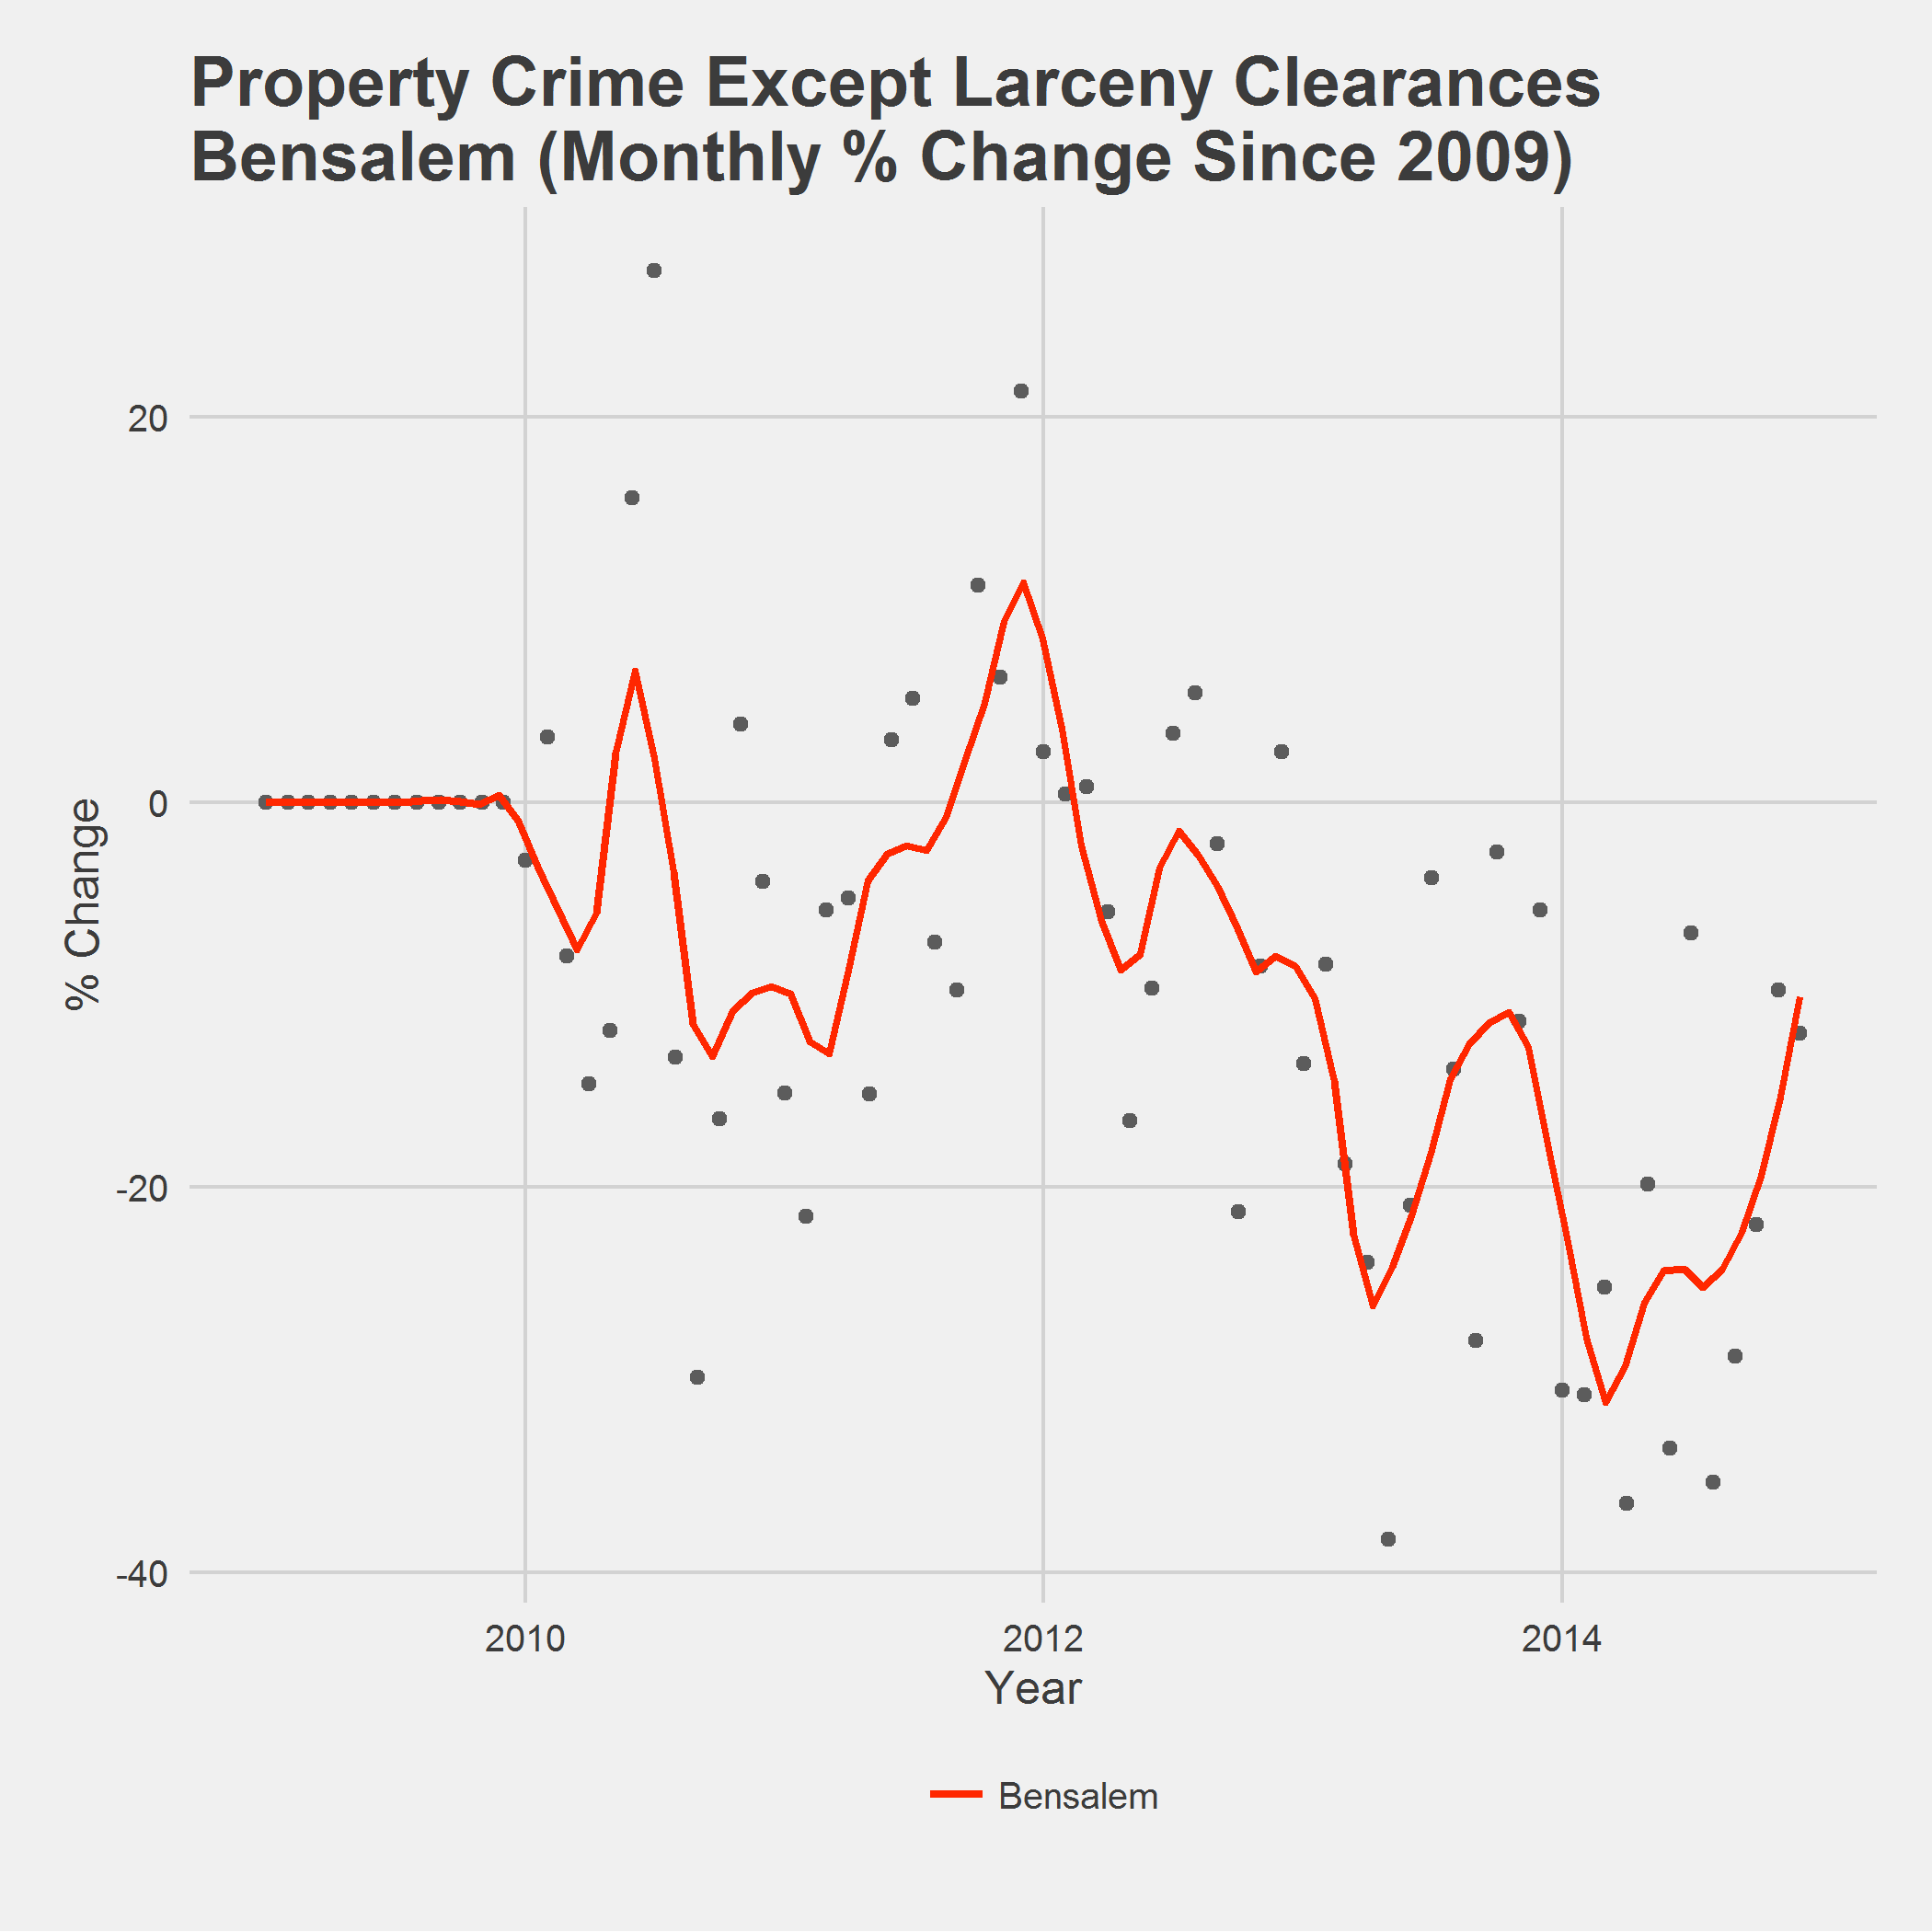 Property Crime Except Larceny Clearances
Bensalem (Monthly % Change Since 2009)
% Change
20
0
-20
-40
2010
2012
2014
Year
Bensalem